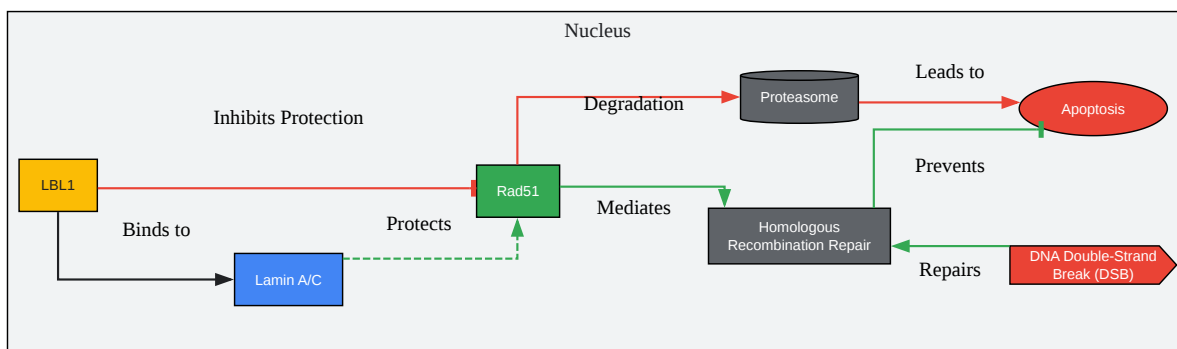 Nucleus
Leads to
Proteasome
Degradation
Apoptosis
Inhibits Protection
Prevents
LBL1
Rad51
Mediates
Protects
Binds to
Homologous
Recombination Repair
Repairs
DNA Double-Strand
Break (DSB)
Lamin A/C